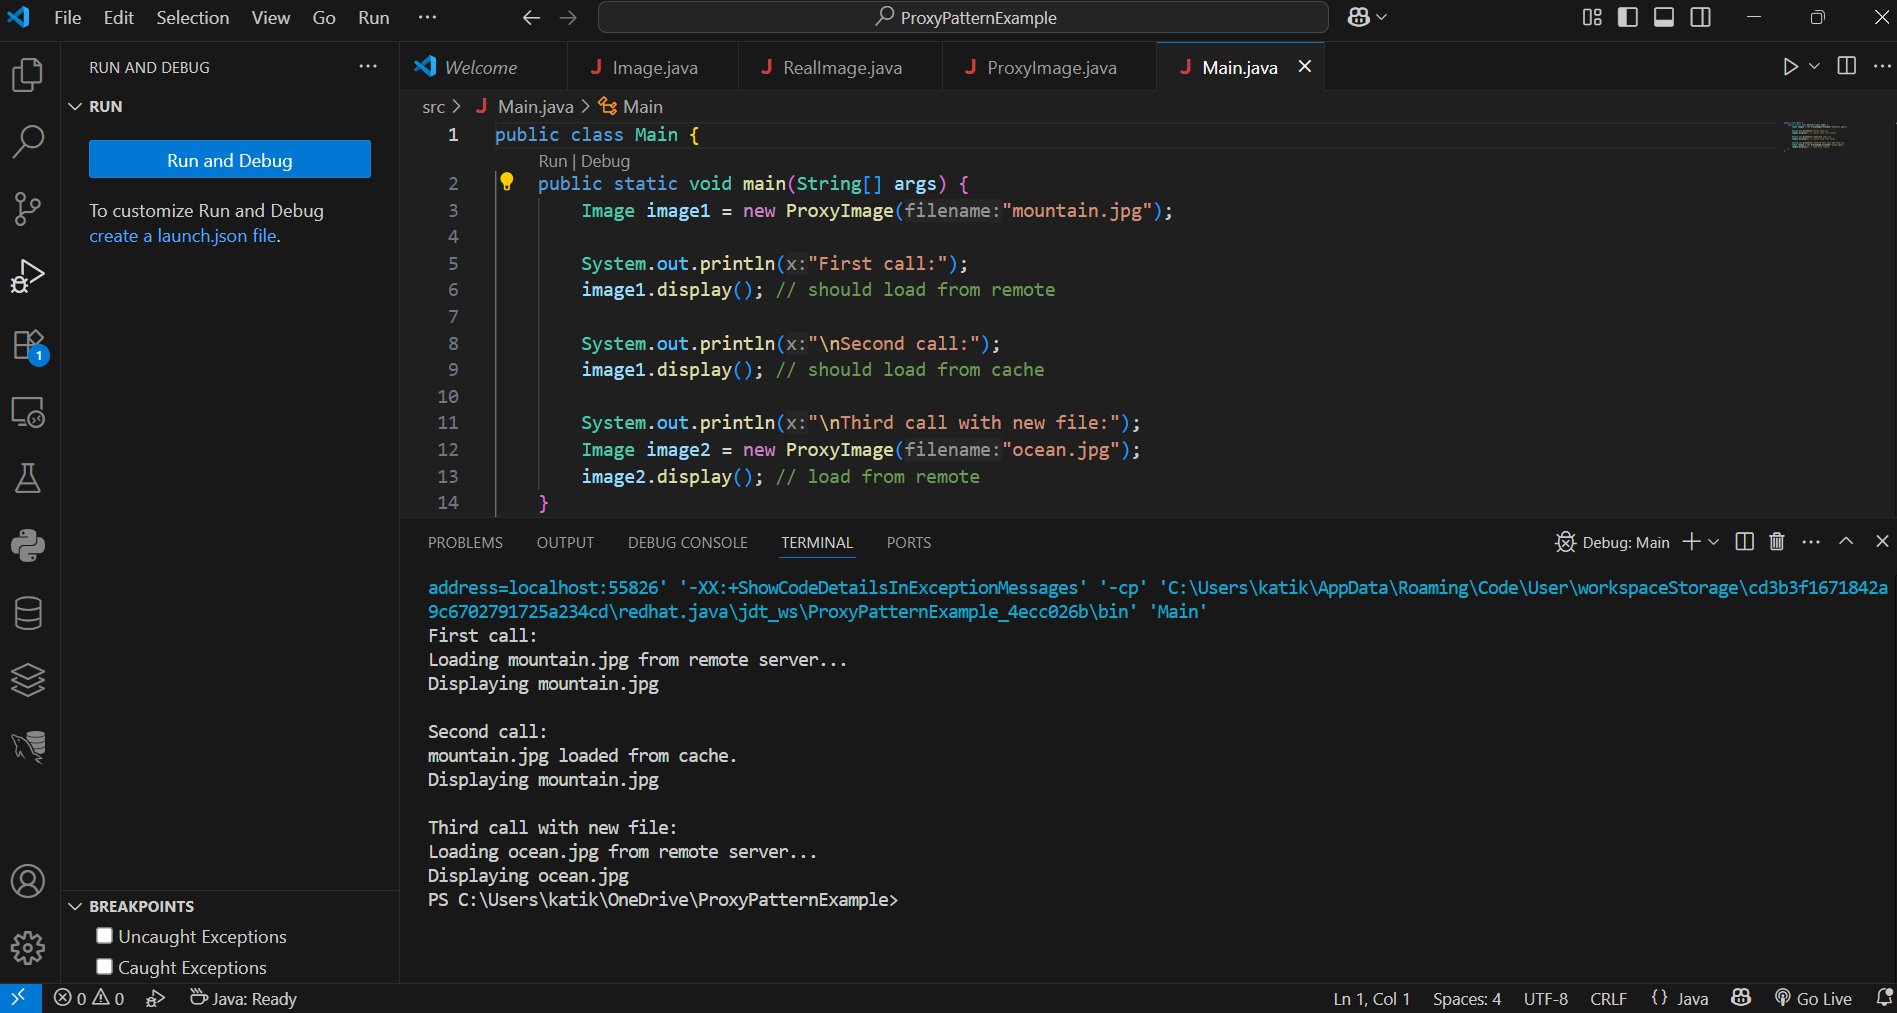 File Edit Selection View Go Run ···
ProxyPatternExample
RUN AND DEBUG
RUN
Run and Debug
To customize Run and Debug
create a launch.json file.
Welcome
J Image.java
J RealImage.java
J ProxyImage.java
J Main.java
src > J Main.java > Main
1 public class Main {
Run | Debug
2 public static void main(String[] args) {
3 Image image1 = new ProxyImage(filename:"mountain.jpg");
4
5 System.out.println(x:"First call:");
6 image1.display(); // should load from remote
7
8 System.out.println(x:"\nSecond call:");
9 image1.display(); // should load from cache
10
11 System.out.println(x:"\nThird call with new file:");
12 Image image2 = new ProxyImage(filename:"ocean.jpg");
13 image2.display(); // load from remote
14 }
1
PROBLEMS OUTPUT DEBUG CONSOLE TERMINAL PORTS
Debug: Main
address=localhost:55826' '-XX:+ShowCodeDetailsInExceptionMessages' '-cp' 'C:\Users\katik\AppData\Roaming\Code\User\workspaceStorage\cd3b3f1671842a
9c6702791725a234cd\redhat.java\jdt_ws\ProxyPatternExample_4ecc026b\bin' 'Main'
First call:
Loading mountain.jpg from remote server...
Displaying mountain.jpg
Second call:
mountain.jpg loaded from cache.
Displaying mountain.jpg
Third call with new file:
Loading ocean.jpg from remote server...
Displaying ocean.jpg
PS C:\Users\katik\OneDrive\ProxyPatternExample>
BREAKPOINTS
Uncaught Exceptions
Caught Exceptions
0 0 Java: Ready
Ln 1, Col 1 Spaces: 4 UTF-8 CRLF {} Java Go Live